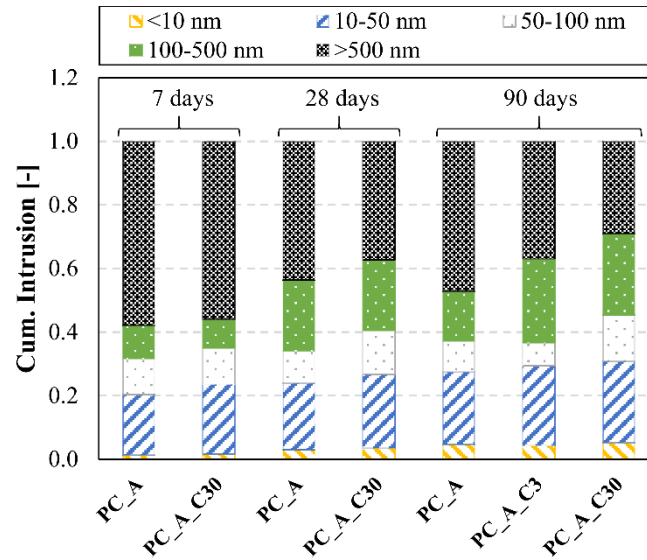 <10 nm 10-50 nm 50-100 nm
100-500 nm >500 nm
1.2
7 days 28 days 90 days
1.0
0.8
0.6
0.4
0.2
0.0
Cum. Intrusion [-]
PC_A PC_A_C30 PC_A PC_A_C30 PC_A PC_A_C3 PC_A_C30